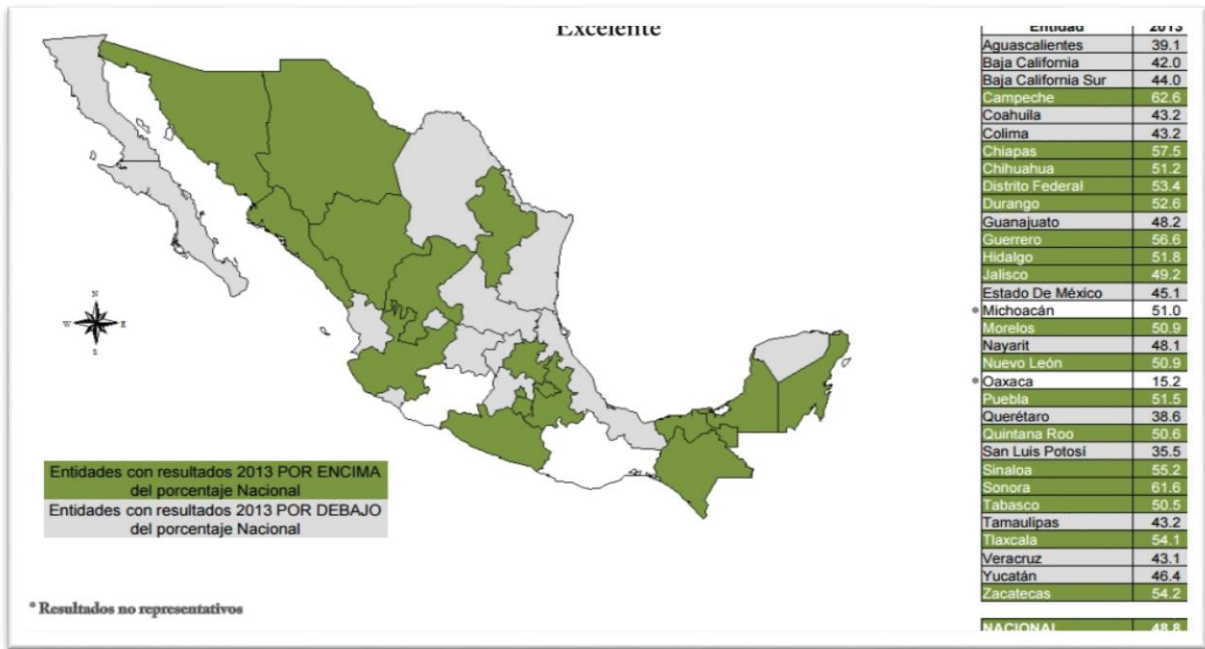 Excelente
Entidad 2013
Aguascalientes 39.1
Baja California 42.0
Baja California Sur 44.0
Campeche 62.6
Coahuila 43.2
Colima 43.2
Chiapas 57.5
Chihuahua 51.2
Distrito Federal 53.4
Durango 52.6
Guanajuato 48.2
Guerrero 56.6
Hidalgo 51.8
Jalisco 49.2
Estado De México 45.1
* Michoacán 51.0
Morelos 50.9
Nayarit 48.1
Nuevo León 50.9
* Oaxaca 15.2
Puebla 51.5
Querétaro 38.6
Quintana Roo 50.6
San Luis Potosí 35.5
Sinaloa 55.2
Sonora 61.6
Tabasco 50.5
Tamaulipas 43.2
Tlaxcala 54.1
Veracruz 43.1
Yucatán 46.4
Zacatecas 54.2
NACIONAL 48.8
N
W E
S
Entidades con resultados 2013 POR ENCIMA
del porcentaje Nacional
Entidades con resultados 2013 POR DEBAJO
del porcentaje Nacional
* Resultados no representativos